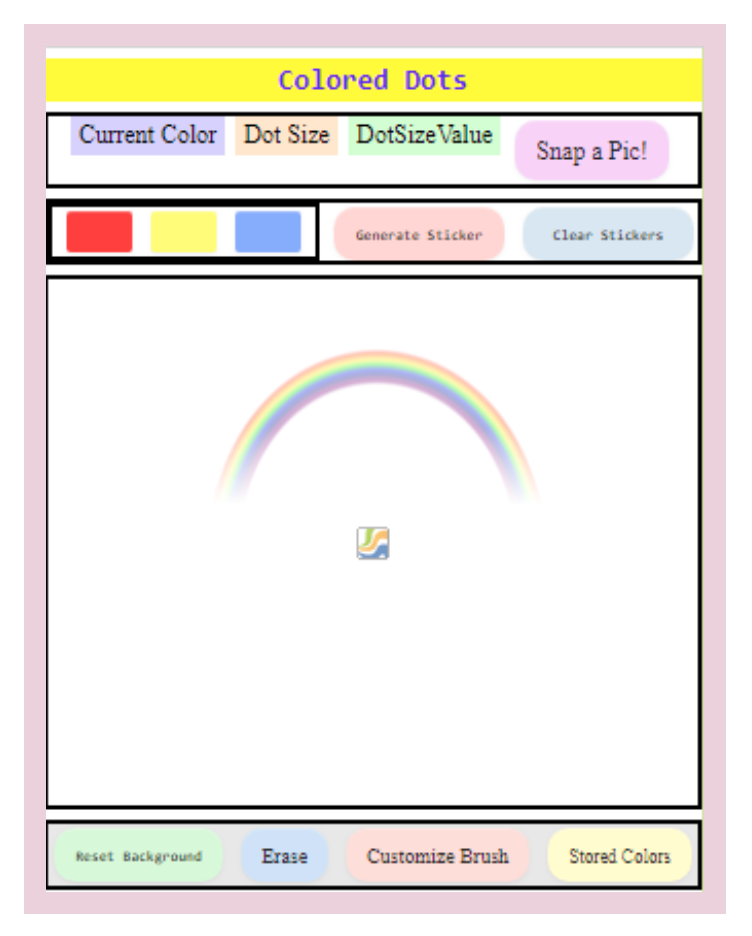 Colored Dots
Current Color Dot Size DotSizeValue Snap a Pic!
Generate Sticker Clear Stickers
Reset Background Erase Customize Brush Stored Colors